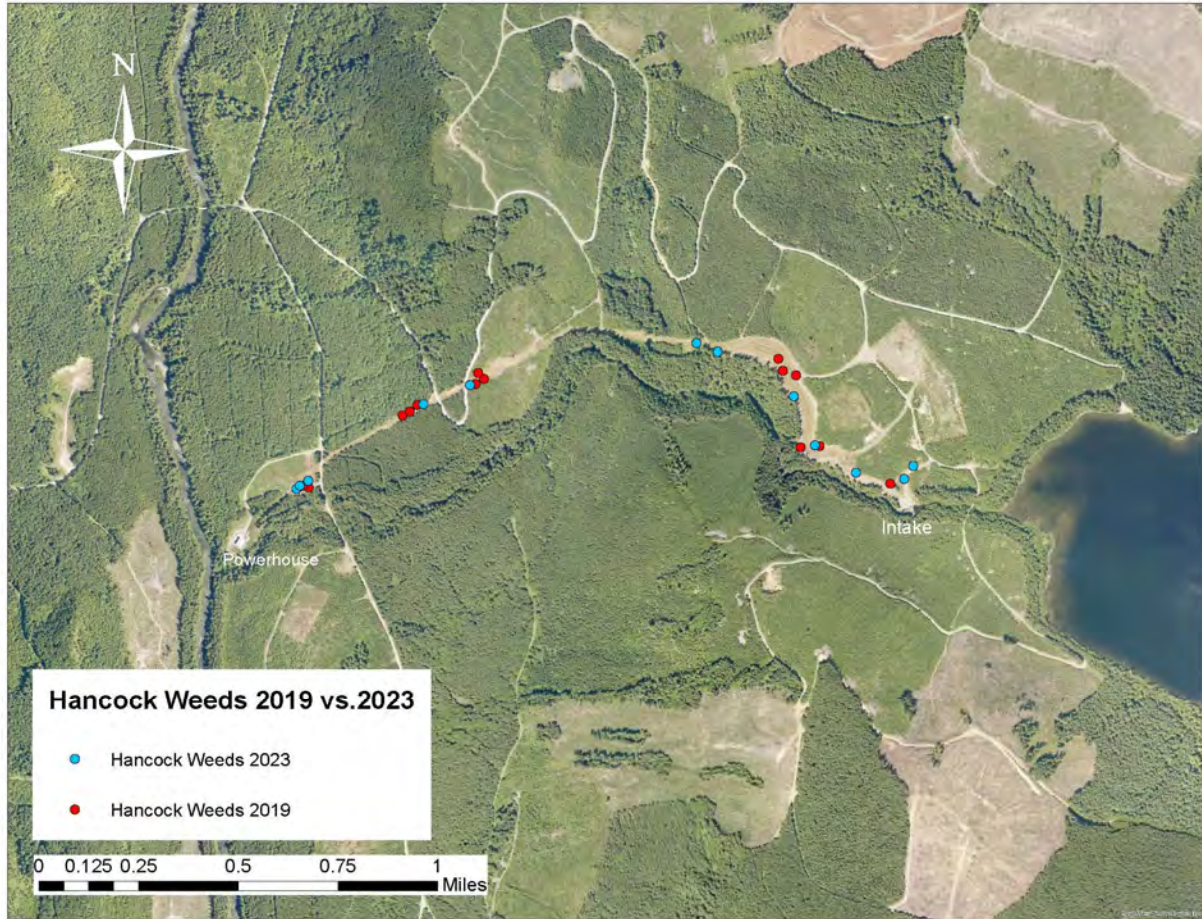 N
Intake
Powerhouse
Hancock Weeds 2019 vs.2023
Hancock Weeds 2023
Hancock Weeds 2019
0 0.125 0.25 0.5 0.75 1
Miles